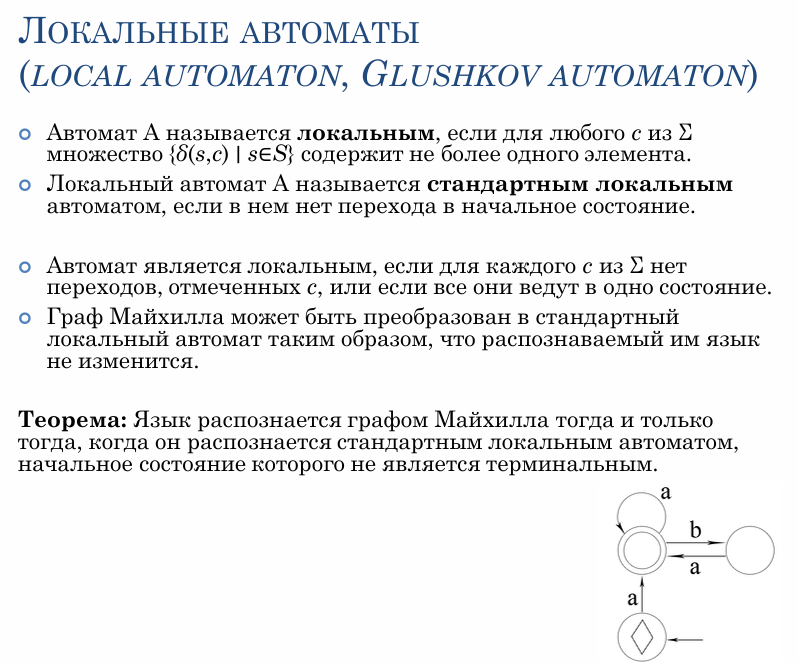 Локальные автоматы
(local automaton, Glushkov automaton)
Автомат А называется локальным, если для любого c из Σ
множество {δ(s,c) | s∈S} содержит не более одного элемента.
Локальный автомат А называется стандартным локальным
автоматом, если в нем нет перехода в начальное состояние.
Автомат является локальным, если для каждого c из Σ нет
переходов, отмеченных c, или если все они ведут в одно состояние.
Граф Майхилла может быть преобразован в стандартный
локальный автомат таким образом, что распознаваемый им язык
не изменится.
Теорема: Язык распознается графом Майхилла тогда и только
тогда, когда он распознается стандартным локальным автоматом,
начальное состояние которого не является терминальным.
a
b
a
a